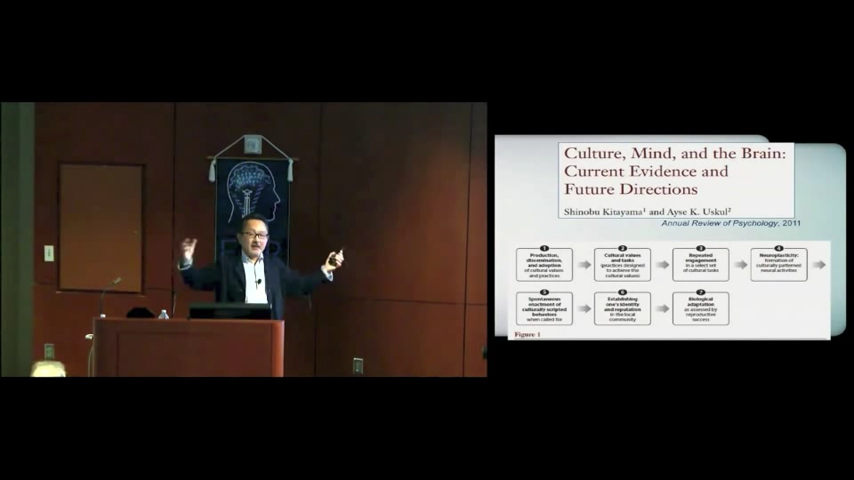 Culture, Mind, and the Brain:
Current Evidence and
Future Directions
Shinobu Kitayama¹ and Ayse K. Uskul²
Annual Review of Psychology, 2011
1
Production,
dissemination,
and adoption
of cultural values
and practices
2
Cultural values
and tasks
(practices designed
to achieve the
cultural values)
3
Repeated
engagement
in a select set
of cultural tasks
4
Neuroplasticity:
formation of
culturally patterned
neural activities
5
Spontaneous
enactment of
culturally scripted
behaviors
when called for
6
Establishing
one's identity
and reputation
in the local
community
7
Biological
adaptation
as assessed by
reproductive
success
Figure 1